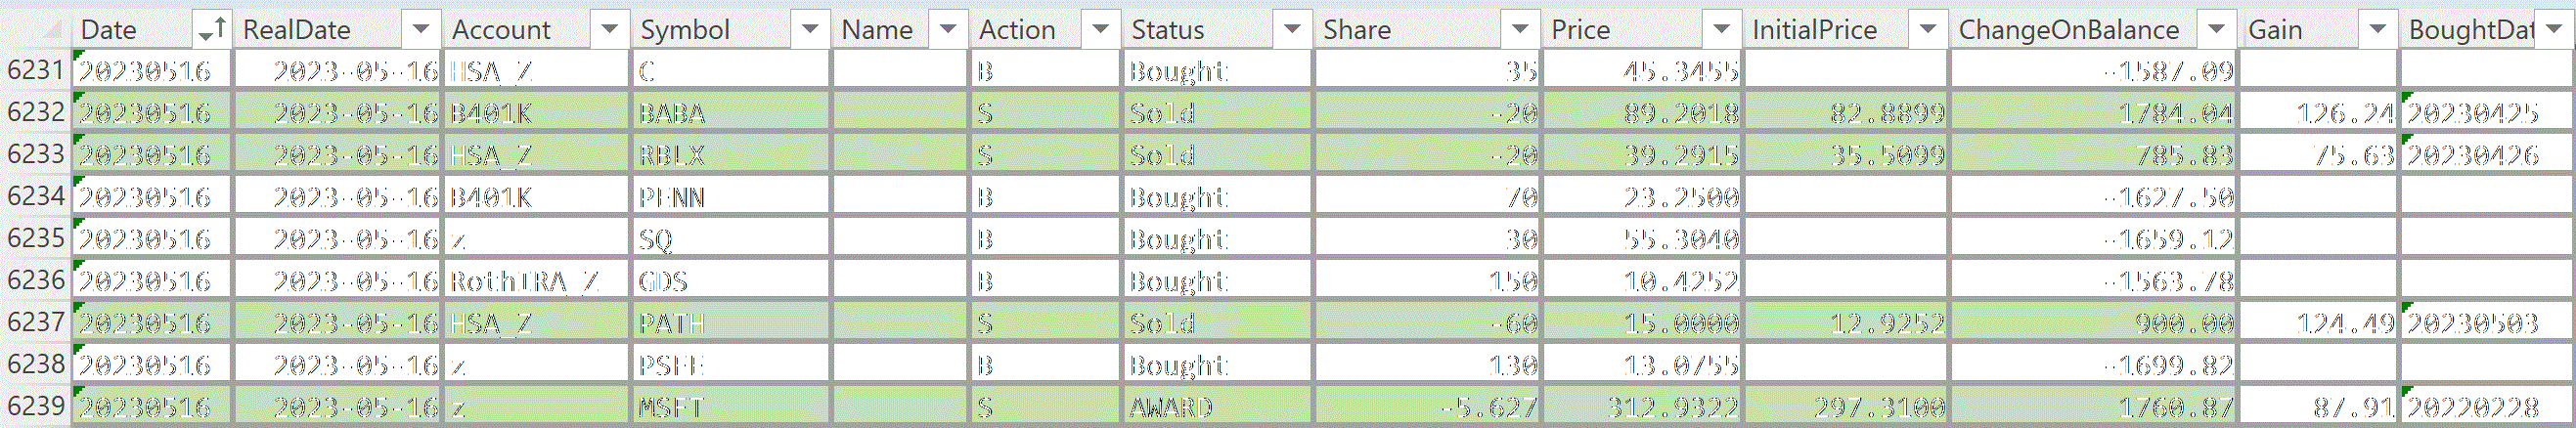 Date RealDate Account Symbol Name Action Status Share Price InitialPrice ChangeOnBalance Gain BoughtDat
6231 20230516 2023-05-16 HSA_Z C B Bought 35 45.3455 -1587.09
6232 20230516 2023-05-16 B401K BABA S Sold -20 89.2018 82.8899 1784.04 126.24 20230425
6233 20230516 2023-05-16 HSA_Z RBLX S Sold -20 39.2915 35.5099 785.83 75.63 20230426
6234 20230516 2023-05-16 B401K PENN B Bought 70 23.2500 -1627.50
6235 20230516 2023-05-16 z SQ B Bought 30 55.3040 -1659.12
6236 20230516 2023-05-16 RothIRA_Z GDS B Bought 150 10.4252 -1563.78
6237 20230516 2023-05-16 HSA_Z PATH S Sold -60 15.0000 12.9252 900.00 124.49 20230503
6238 20230516 2023-05-16 z B Bought 130 13.0755 -1699.82
6239 20230516 2023-05-16 z MSFT S AWARD -5.627 312.9322 297.3100 1760.87 87.91 20220228